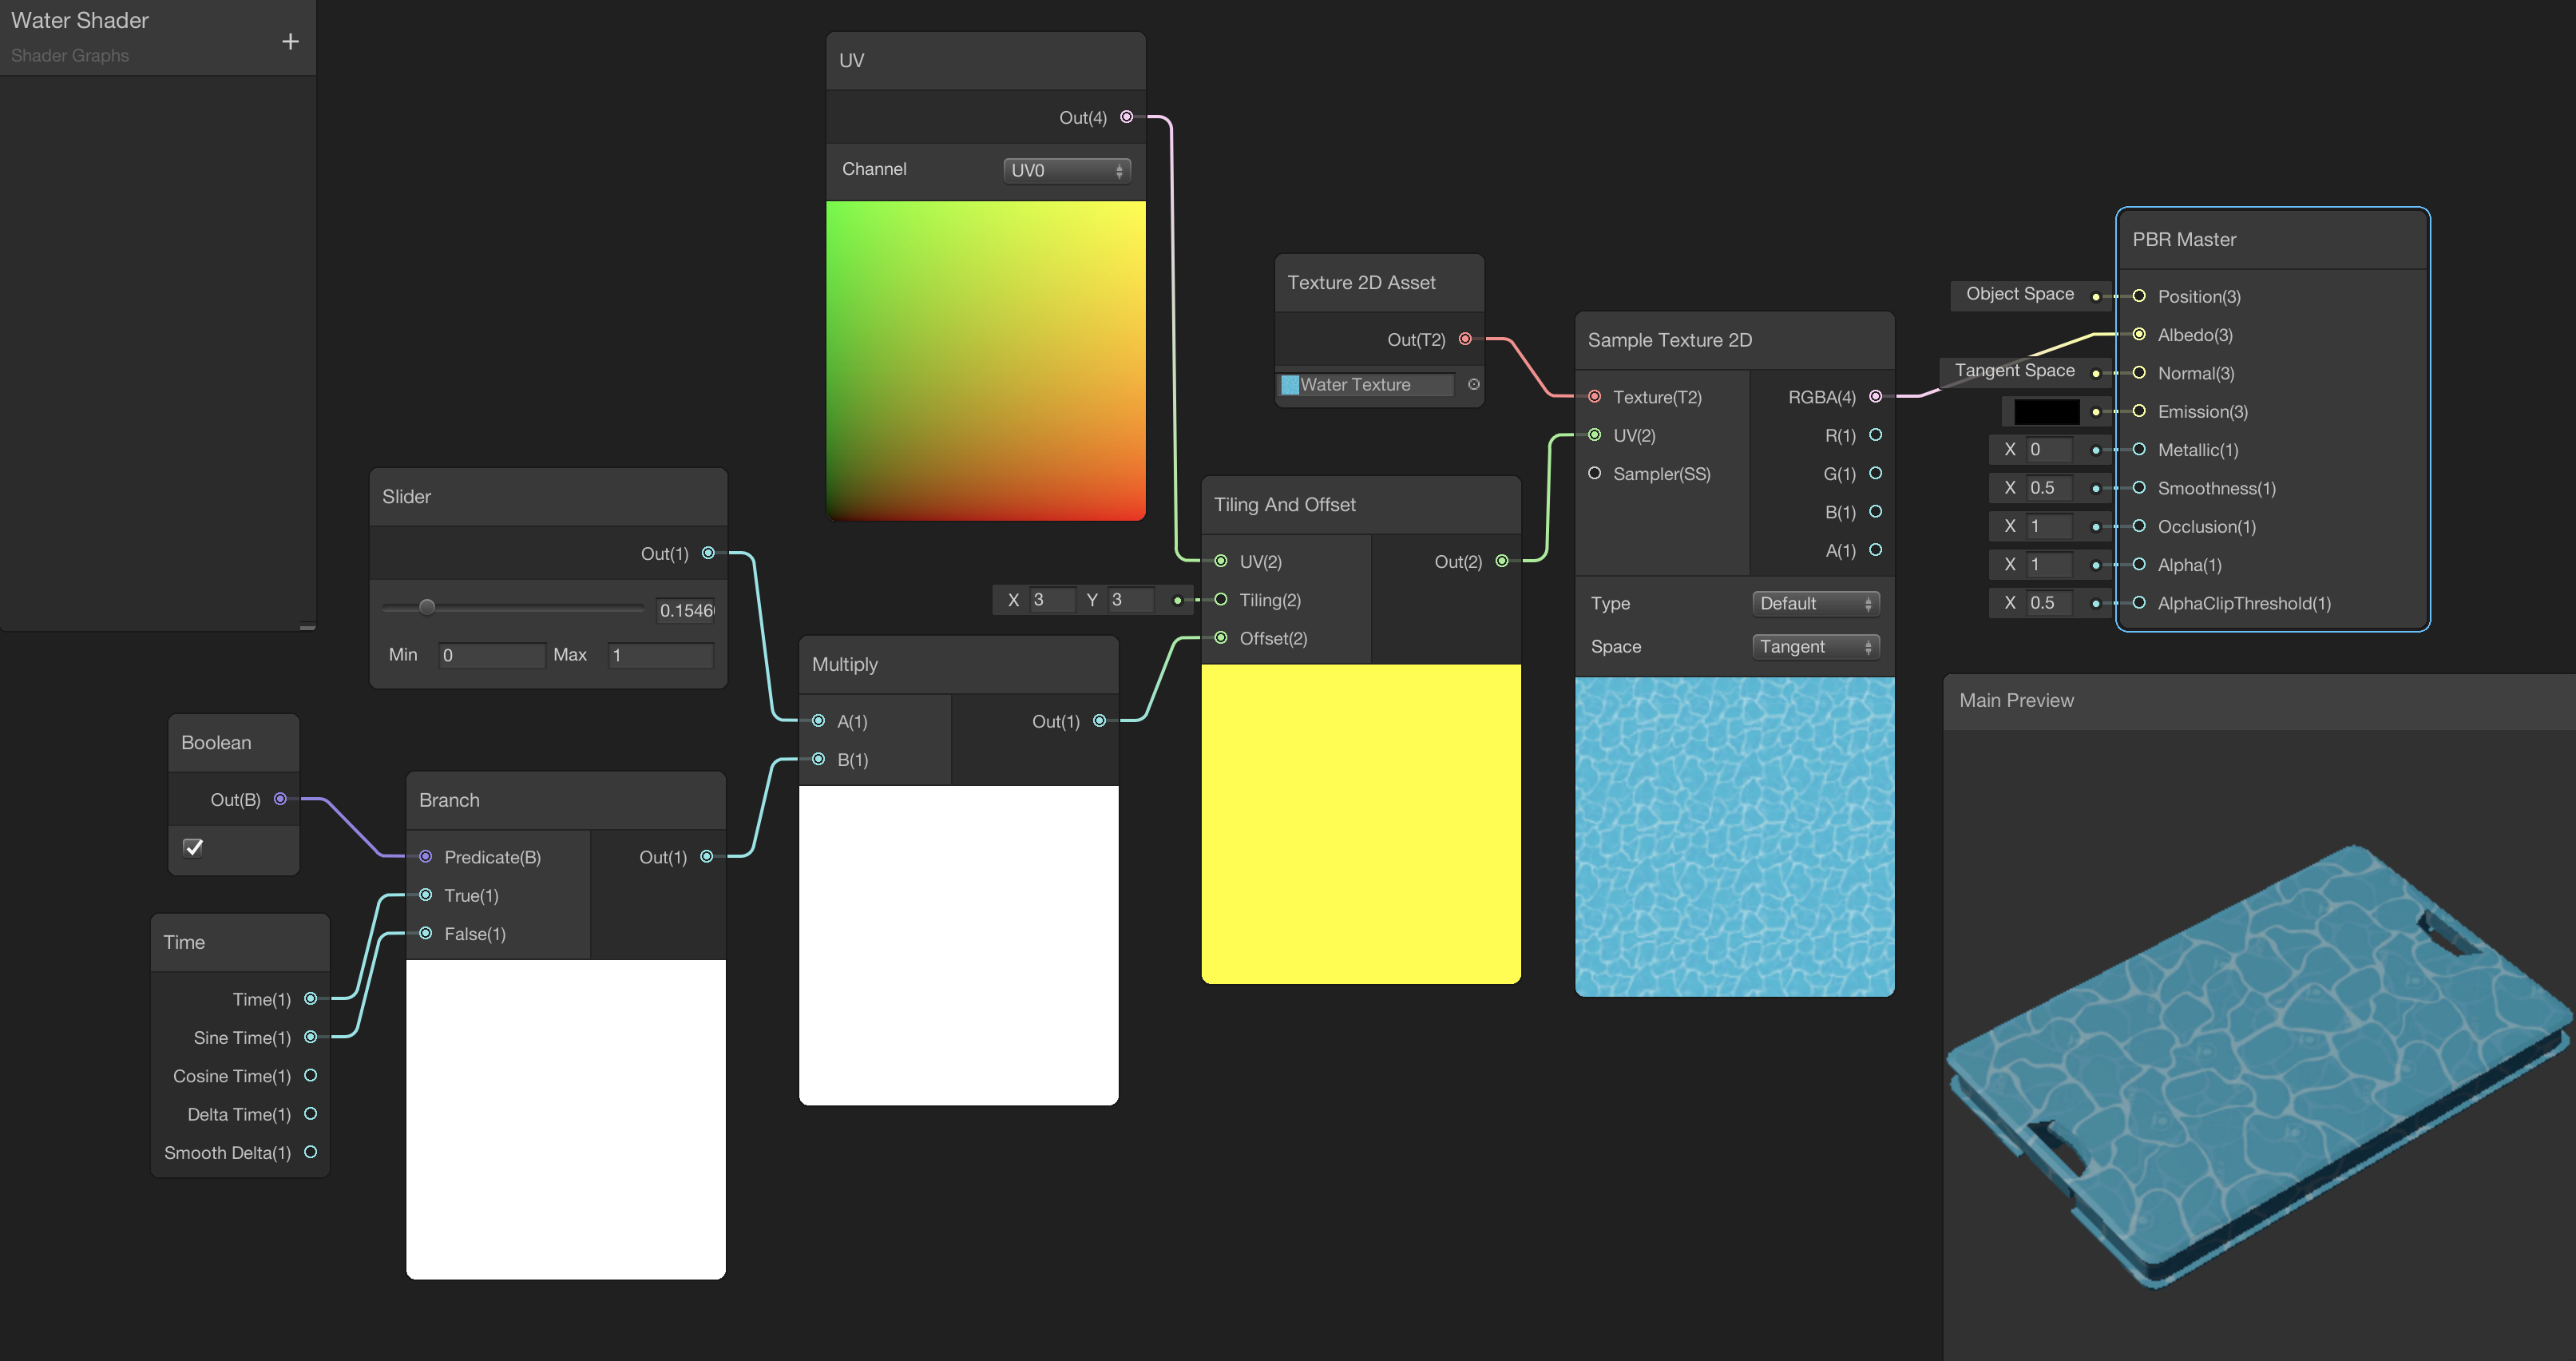 Water Shader
Shader Graphs
+
UV
Out(4)
Channel
UV0
Texture 2D Asset
Out(T2)
Water Texture
Slider
Out(1)
0.1546
Min 0 Max 1
Boolean
Out(B)
Time
Time(1)
Sine Time(1)
Cosine Time(1)
Delta Time(1)
Smooth Delta(1)
Branch
Predicate(B) Out(1)
True(1)
False(1)
Multiply
A(1) Out(1)
B(1)
Tiling And Offset
UV(2) Out(2)
X 3 Y 3 Tiling(2)
Offset(2)
Sample Texture 2D
Texture(T2) RGBA(4)
UV(2) R(1)
Sampler(SS) G(1)
B(1)
A(1)
Type Default
Space Tangent
PBR Master
Object Space Position(3)
Albedo(3)
Tangent Space Normal(3)
Emission(3)
X 0 Metallic(1)
X 0.5 Smoothness(1)
X 1 Occlusion(1)
X 1 Alpha(1)
X 0.5 AlphaClipThreshold(1)
Main Preview